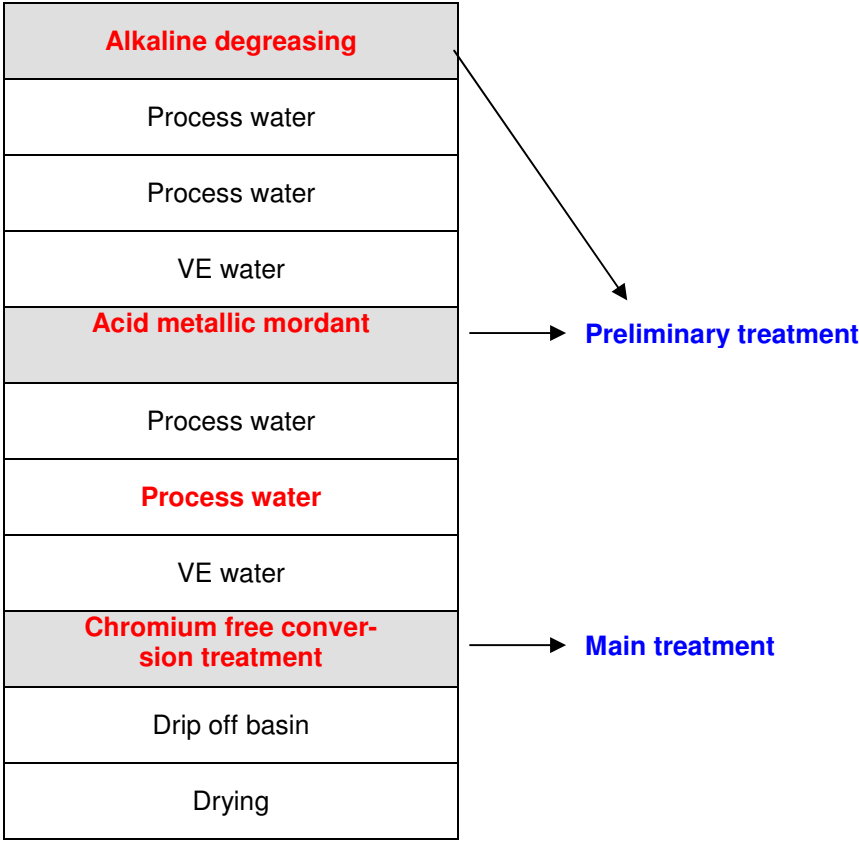 Alkaline degreasing
Process water
Process water
VE water
Acid metallic mordant
Preliminary treatment
Process water
Process water
VE water
Chromium free conver-
sion treatment
Main treatment
Drip off basin
Drying